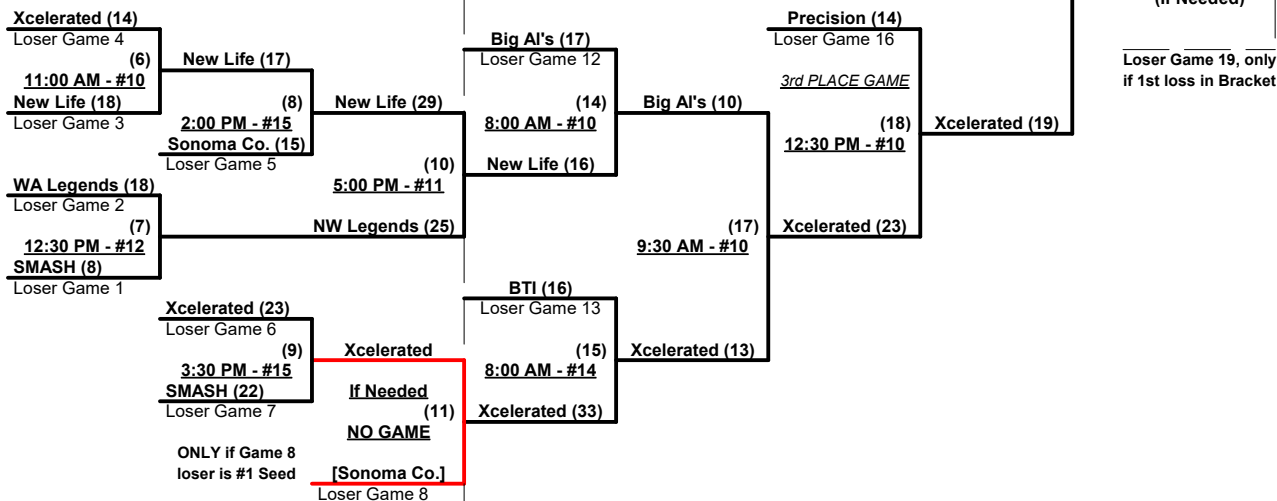 (If Needed)
Xcelerated (14)
Loser Game 4
(6)
11:00 AM - #10
New Life (18)
Loser Game 3
New Life (17)
(8)
2:00 PM - #15
Sonoma Co. (15)
Loser Game 5
WA Legends (18)
Loser Game 2
(7)
12:30 PM - #12
SMASH (8)
Loser Game 1
New Life (29)
(10)
5:00 PM - #11
NW Legends (25)
Xcelerated (23)
Loser Game 6
(9)
3:30 PM - #15
SMASH (22)
Loser Game 7
Xcelerated
If Needed
(11)
NO GAME
ONLY if Game 8
loser is #1 Seed
[Sonoma Co.]
Loser Game 8
Big Al's (17)
Loser Game 12
(14)
8:00 AM - #10
New Life (16)
BTI (16)
Loser Game 13
(15)
8:00 AM - #14
Xcelerated (33)
Big Al's (10)
(17)
9:30 AM - #10
Xcelerated (13)
Precision (14)
Loser Game 16
3rd PLACE GAME
(18)
12:30 PM - #10
Xcelerated (23)
Xcelerated (19)
Loser Game 19, only
if 1st loss in Bracket